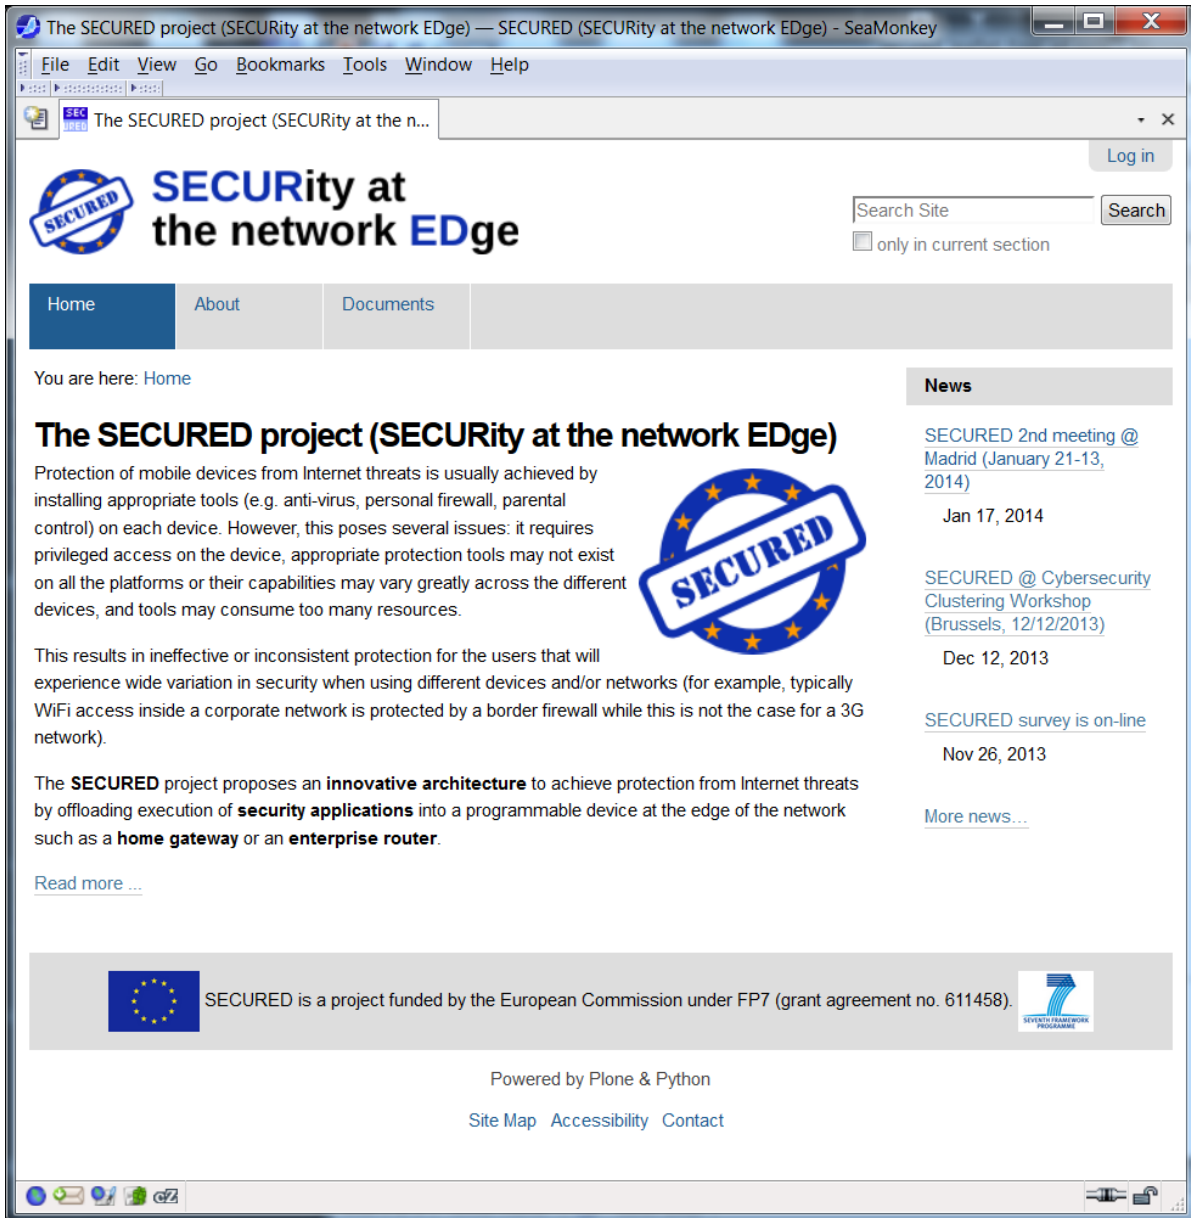 The SECURED project (SECURity at the network EDge) — SECURED (SECURity at the network EDge) - SeaMonkey
File Edit View Go Bookmarks Tools Window Help
SEC
URED
The SECURED project (SECURity at the n...
Log in
SECURED
SECURity at
the network EDge
Search Site
Search
only in current section
Home
About
Documents
You are here: Home
The SECURED project (SECURity at the network EDge)
Protection of mobile devices from Internet threats is usually achieved by
installing appropriate tools (e.g. anti-virus, personal firewall, parental
control) on each device. However, this poses several issues: it requires
privileged access on the device, appropriate protection tools may not exist
on all the platforms or their capabilities may vary greatly across the different
devices, and tools may consume too many resources.
SECURED
This results in ineffective or inconsistent protection for the users that will
experience wide variation in security when using different devices and/or networks (for example, typically
WiFi access inside a corporate network is protected by a border firewall while this is not the case for a 3G
network).
The SECURED project proposes an innovative architecture to achieve protection from Internet threats
by offloading execution of security applications into a programmable device at the edge of the network
such as a home gateway or an enterprise router.
Read more ...
News
SECURED 2nd meeting @
Madrid (January 21-13,
2014)
Jan 17, 2014
SECURED @ Cybersecurity
Clustering Workshop
(Brussels, 12/12/2013)
Dec 12, 2013
SECURED survey is on-line
Nov 26, 2013
More news…
SECURED is a project funded by the European Commission under FP7 (grant agreement no. 611458).
SEVENTH FRAMEWORK
PROGRAMME
Powered by Plone & Python
Site Map Accessibility Contact
cZ